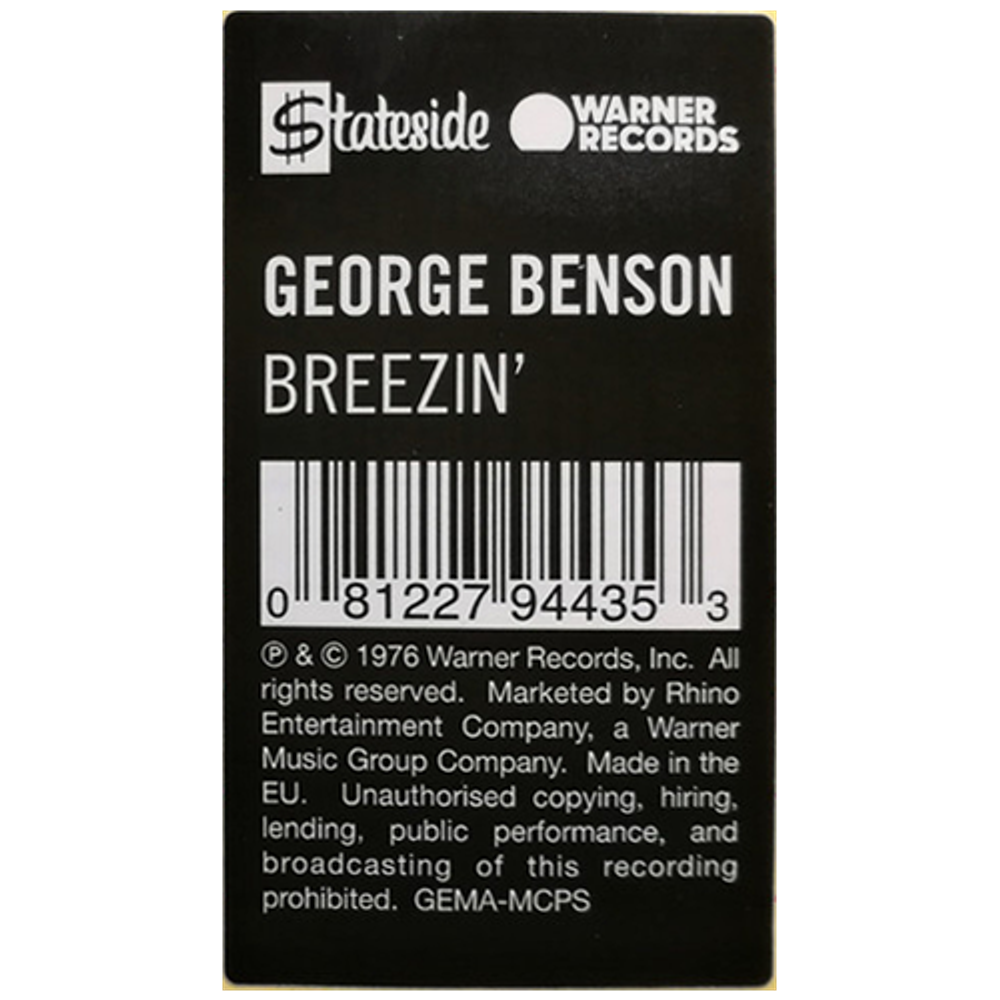 $tateside WARNER RECORDS
GEORGE BENSON
BREEZIN'
0 81227 94435 3
℗ & © 1976 Warner Records, Inc. All
rights reserved. Marketed by Rhino
Entertainment Company, a Warner
Music Group Company. Made in the
EU. Unauthorised copying, hiring,
lending, public performance, and
broadcasting of this recording
prohibited. GEMA-MCPS